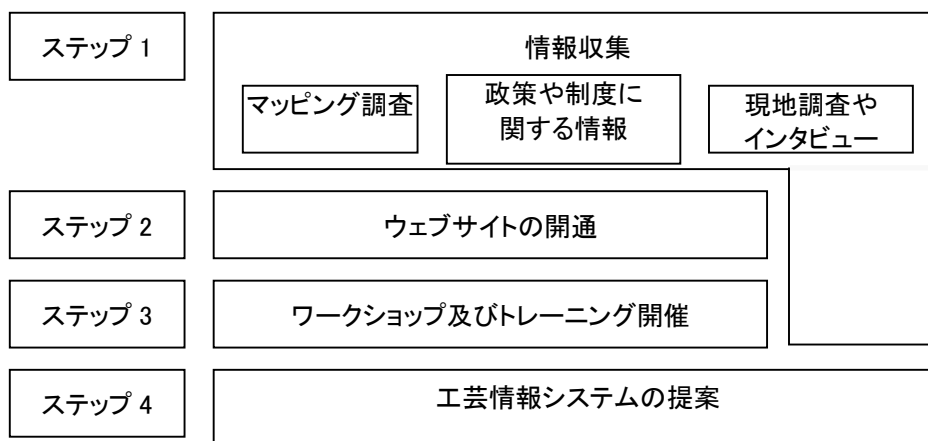 ステップ 1
情報収集
マッピング調査
政策や制度に
関する情報
現地調査や
インタビュー
ステップ 2
ウェブサイトの開通
ステップ 3
ワークショップ及びトレーニング開催
ステップ 4
工芸情報システムの提案